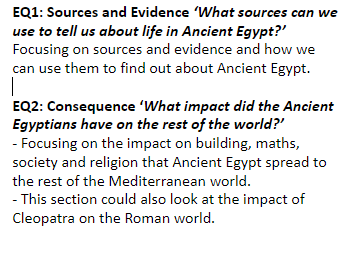 EQ1: Sources and Evidence ‘What sources can we
use to tell us about life in Ancient Egypt?’
Focusing on sources and evidence and how we
can use them to find out about Ancient Egypt.
EQ2: Consequence ‘What impact did the Ancient
Egyptians have on the rest of the world?’
- Focusing on the impact on building, maths,
society and religion that Ancient Egypt spread to
the rest of the Mediterranean world.
- This section could also look at the impact of
Cleopatra on the Roman world.